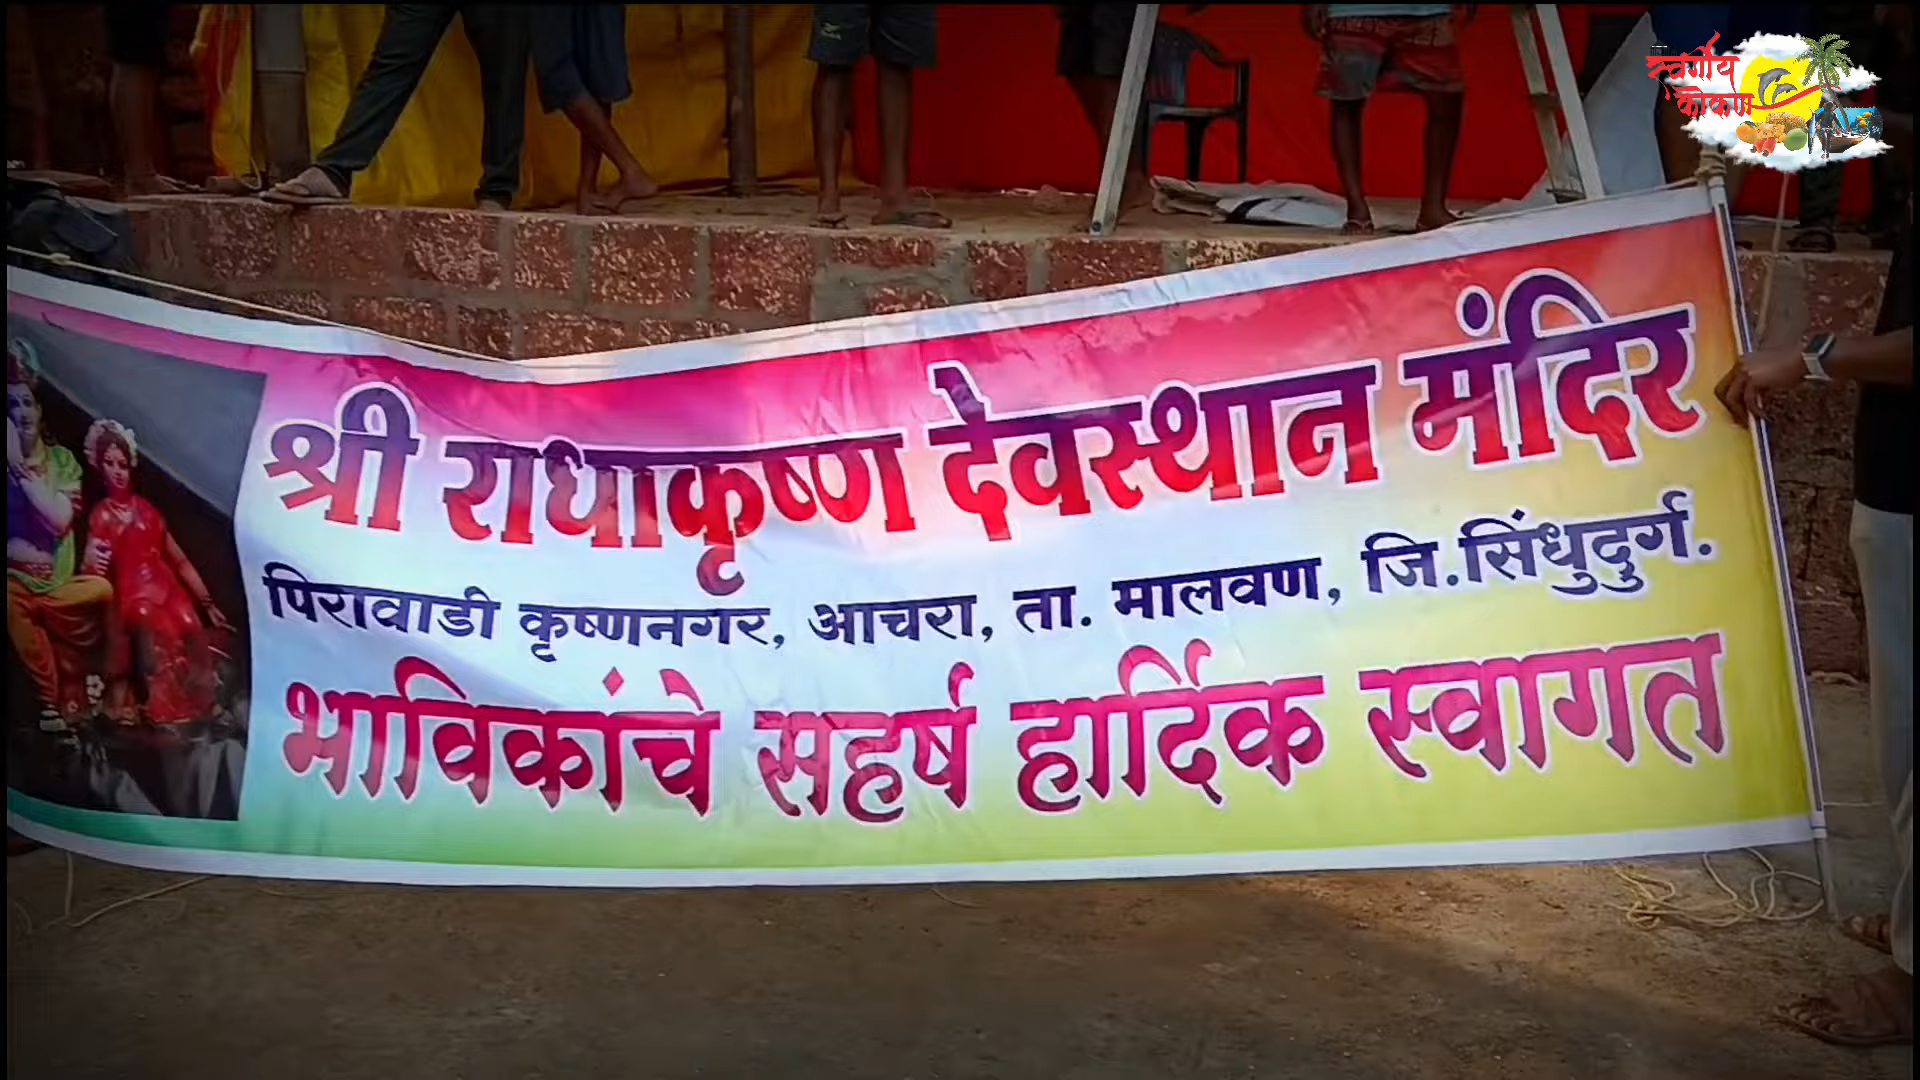 स्वर्गीय
कोकण
श्री राधाकृष्ण देवस्थान मंदिर
पिरावाडी कृष्णनगर, आचरा, ता. मालवण, जि.सिंधुदुर्ग.
भाविकांचे सहर्ष हार्दिक स्वागत